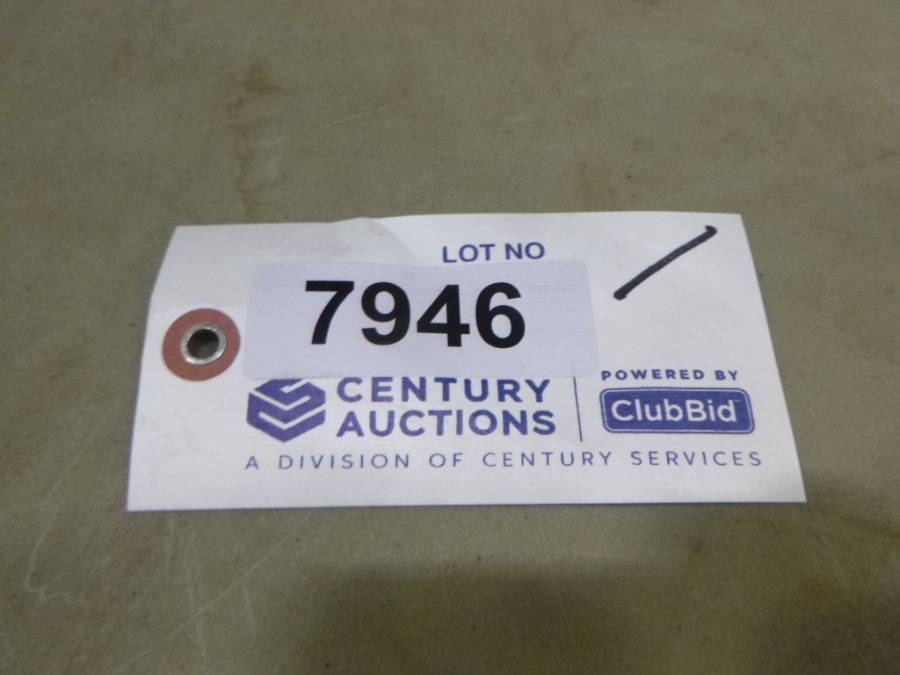 LOT NO
7946
CENTURY
AUCTIONS
POWERED BY
ClubBid
A DIVISION OF CENTURY SERVICES